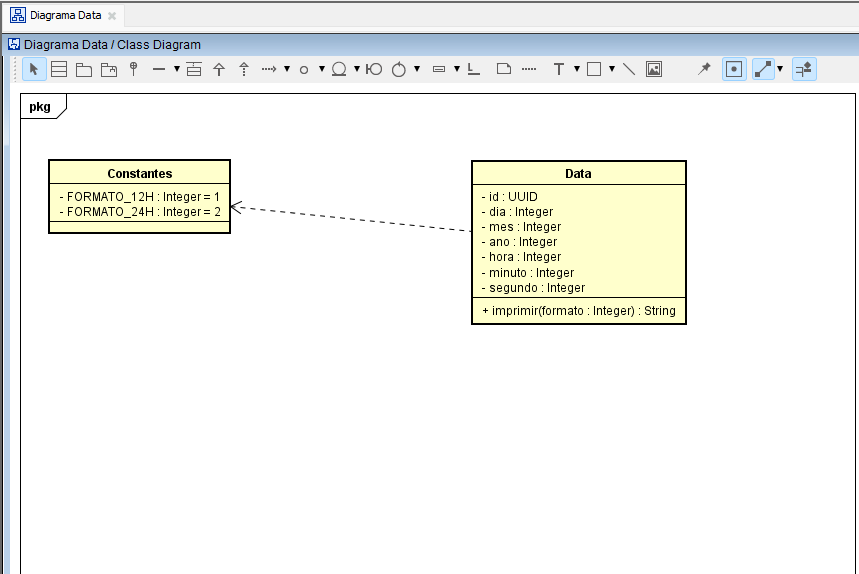 Diagrama Data
Diagrama Data / Class Diagram
T
pkg
Constantes
- FORMATO_12H : Integer = 1
- FORMATO_24H : Integer = 2
Data
- id : UUID
- dia : Integer
- mes : Integer
- ano : Integer
- hora : Integer
- minuto : Integer
- segundo : Integer
+ imprimir(formato : Integer) : String